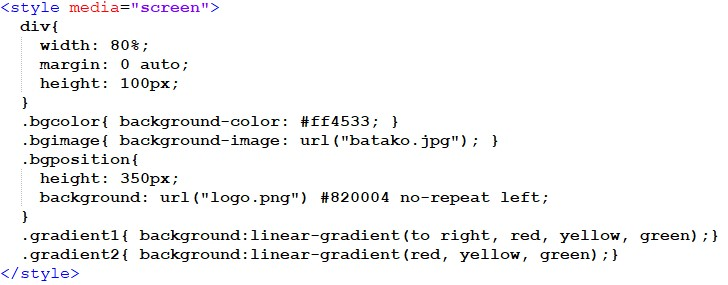 <style media="screen">
div{
width: 80%;
margin: 0 auto;
height: 100px;
}
.bgcolor{ background-color: #ff4533; }
.bgimage{ background-image: url("batako.jpg"); }
.bgposition{
height: 350px;
background: url("logo.png") #820004 no-repeat left;
}
.gradient1{ background:linear-gradient(to right, red, yellow, green);}
.gradient2{ background:linear-gradient(red, yellow, green);}
</style>